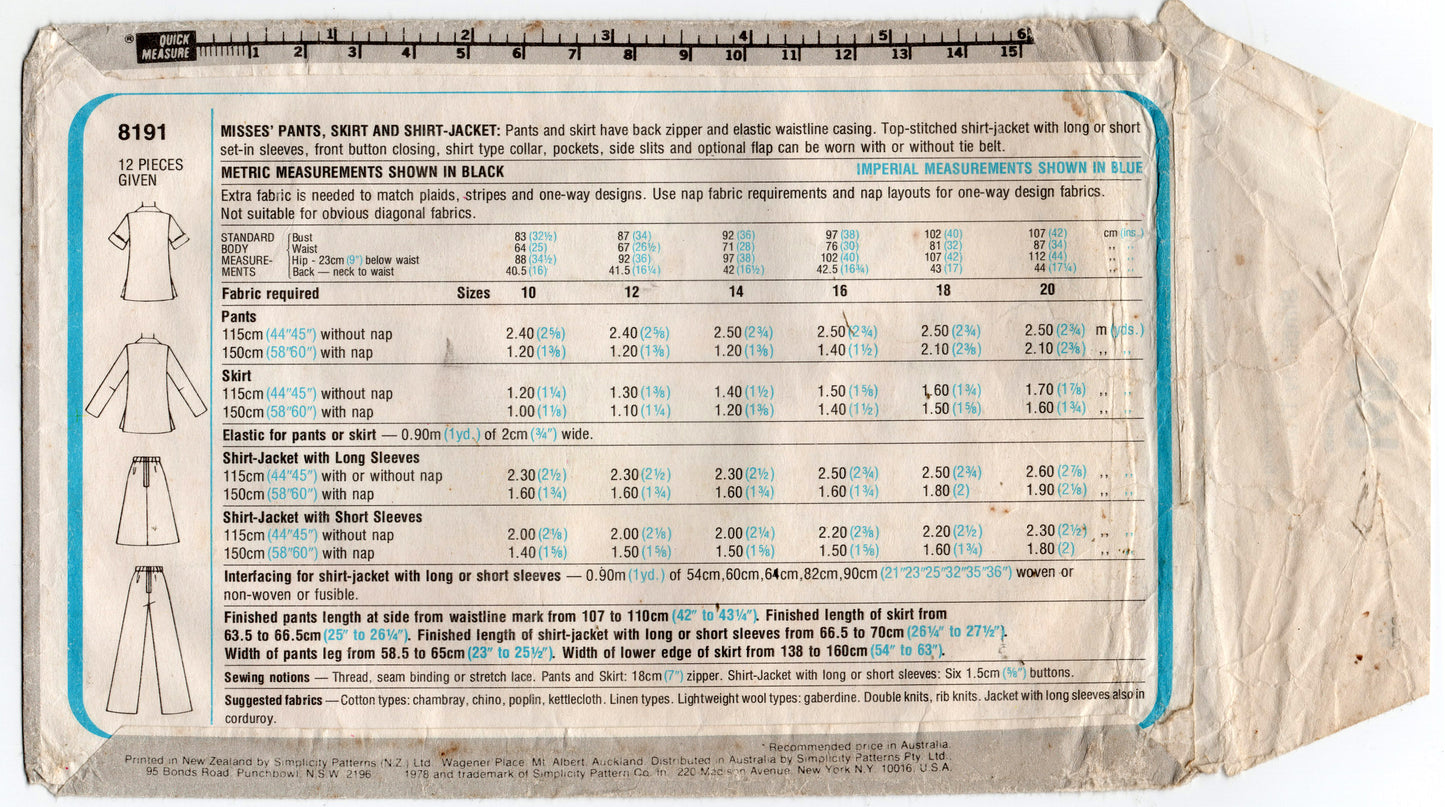 ® QUICK MEASURE
1 2 3 4 5 6
1 2 3 4 5 6 7 8 9 10 11 12 13 14 15
8191
12 PIECES
GIVEN
MISSES' PANTS, SKIRT AND SHIRT-JACKET: Pants and skirt have back zipper and elastic waistline casing. Top-stitched shirt-jacket with long or short
set-in sleeves, front button closing, shirt type collar, pockets, side slits and optional flap can be worn with or without tie belt.
METRIC MEASUREMENTS SHOWN IN BLACK IMPERIAL MEASUREMENTS SHOWN IN BLUE
Extra fabric is needed to match plaids, stripes and one-way designs. Use nap fabric requirements and nap layouts for one-way design fabrics.
Not suitable for obvious diagonal fabrics.
STANDARD Bust 83 (32½) 87 (34) 92 (36) 97 (38) 102 (40) 107 (42) cm (ins.)
BODY Waist 64 (25) 67 (26½) 71 (28) 76 (30) 81 (32) 87 (34) ,, ,,
MEASURE- Hip - 23cm (9") below waist 88 (34½) 92 (36) 97 (38) 102 (40) 107 (42) 112 (44) ,, ,,
MENTS Back — neck to waist 40.5 (16) 41.5 (16¼) 42 (16½) 42.5 (16¾) 43 (17) 44 (17¼) ,, ,,
Fabric required Sizes 10 12 14 16 18 20
Pants
115cm (44"45") without nap 2.40 (2⅝) 2.40 (2⅝) 2.50 (2¾) 2.50 (2¾) 2.50 (2¾) 2.50 (2¾) m (yds.)
150cm (58"60") with nap 1.20 (1⅜) 1.20 (1⅜) 1.20 (1⅜) 1.40 (1½) 2.10 (2⅜) 2.10 (2⅜) ,, ,,
Skirt
115cm (44"45") without nap 1.20 (1¼) 1.30 (1⅜) 1.40 (1½) 1.50 (1⅝) 1.60 (1¾) 1.70 (1⅞) ,, ,,
150cm (58"60") with nap 1.00 (1⅛) 1.10 (1¼) 1.20 (1⅜) 1.40 (1½) 1.50 (1⅝) 1.60 (1¾) ,, ,,
Elastic for pants or skirt — 0.90m (1yd.) of 2cm (¾") wide.
Shirt-Jacket with Long Sleeves
115cm (44"45") with or without nap 2.30 (2½) 2.30 (2½) 2.30 (2½) 2.50 (2¾) 2.50 (2¾) 2.60 (2⅞) ,, ,,
150cm (58"60") with nap 1.60 (1¾) 1.60 (1¾) 1.60 (1¾) 1.60 (1¾) 1.80 (2) 1.90 (2⅛) ,, ,,
Shirt-Jacket with Short Sleeves
115cm (44"45") without nap 2.00 (2⅛) 2.00 (2⅛) 2.00 (2¼) 2.20 (2⅜) 2.20 (2½) 2.30 (2½) ,, ,,
150cm (58"60") with nap 1.40 (1⅝) 1.50 (1⅝) 1.50 (1⅝) 1.50 (1⅝) 1.60 (1¾) 1.80 (2) ,, ,,
Interfacing for shirt-jacket with long or short sleeves — 0.90m (1yd.) of 54cm,60cm,64cm,82cm,90cm (21"23"25"32"35"36") woven or
non-woven or fusible.
Finished pants length at side from waistline mark from 107 to 110cm (42" to 43¼"). Finished length of skirt from
63.5 to 66.5cm (25" to 26¼"). Finished length of shirt-jacket with long or short sleeves from 66.5 to 70cm (26¼" to 27½").
Width of pants leg from 58.5 to 65cm (23" to 25½"). Width of lower edge of skirt from 138 to 160cm (54" to 63").
Sewing notions — Thread, seam binding or stretch lace. Pants and Skirt: 18cm (7") zipper. Shirt-Jacket with long or short sleeves: Six 1.5cm (⅝") buttons.
Suggested fabrics — Cotton types: chambray, chino, poplin, kettlecloth. Linen types. Lightweight wool types: gaberdine. Double knits, rib knits. Jacket with long sleeves also in
corduroy.
* Recommended price in Australia.
Printed in New Zealand by Simplicity Patterns (N.Z.) Ltd. Wagener Place. Mt. Albert. Auckland. Distributed in Australia by Simplicity Patterns Pty. Ltd.,
95 Bonds Road. Punchbowl. N.S.W. 2196. 1978 and trademark of Simplicity Pattern Co. In 220 Madison Avenue. New York N.Y. 10016. U.S.A.